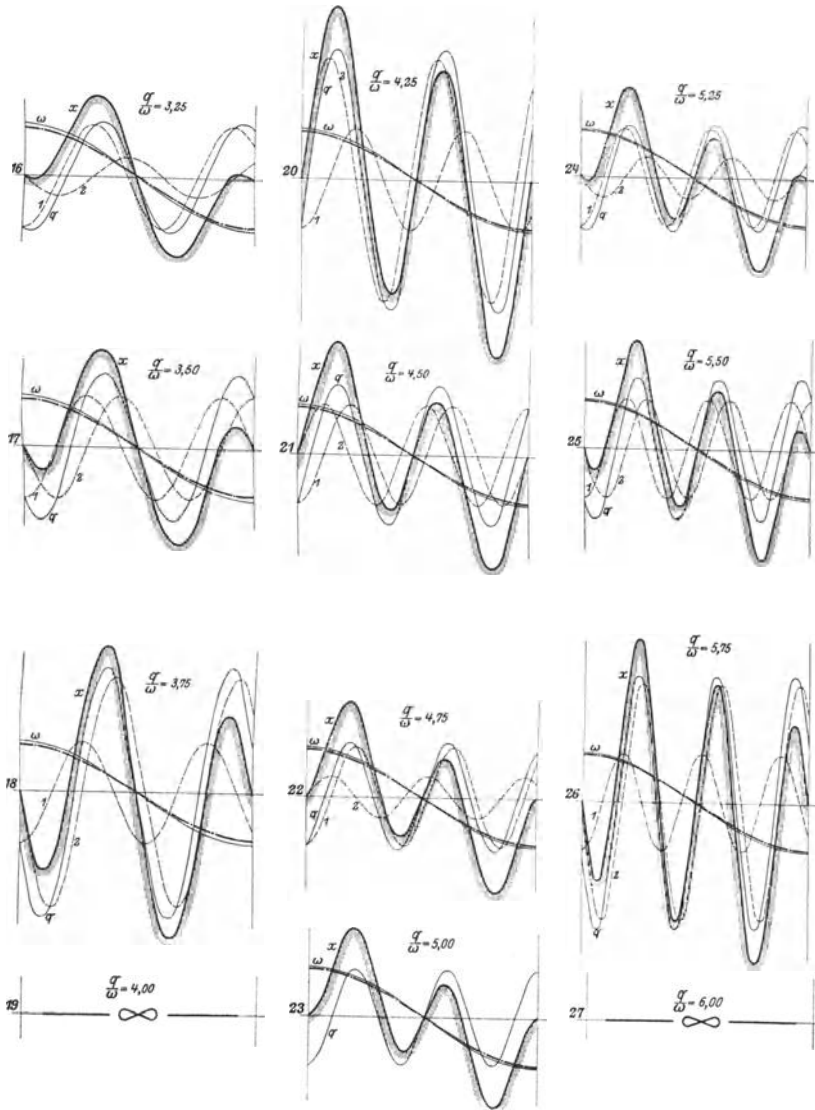 q/ω = 3,25
x
ω
16
1
q
2
q/ω = 3,50
x
ω
17
1
2
q
q/ω = 3,75
x
ω
18
1
2
q
q/ω = 4,00
19
∞
x
2
q
q/ω = 4,25
ω
20
1
x
q
q/ω = 4,50
ω
21
2
1
x
q/ω = 4,75
ω
22
q
1
2
x
q/ω = 5,00
ω
23
q
q/ω = 5,25
x
ω
24
2
1
q
x
q/ω = 5,50
ω
25
1
2
q
x
q/ω = 5,75
ω
26
1
2
q
q/ω = 6,00
27
∞